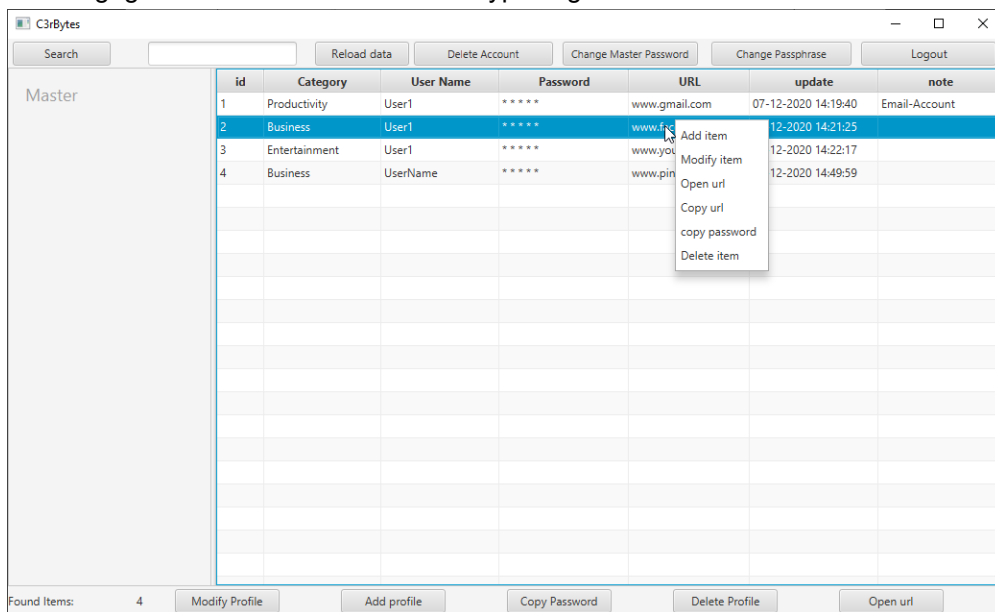 C3rBytes
Search Reload data Delete Account Change Master Password Change Passphrase Logout
Master
id Category User Name Password URL update note
1 Productivity User1 * * * * * www.gmail.com 07-12-2020 14:19:40 Email-Account
2 Business User1 * * * * * 12-2020 14:21:25
3 Entertainment User1 * * * * * 12-2020 14:22:17
4 Business UserName * * * * * 12-2020 14:49:59
Add item
Modify item
Open url
Copy url
copy password
Delete item
Found Items: 4 Modify Profile Add profile Copy Password Delete Profile Open url